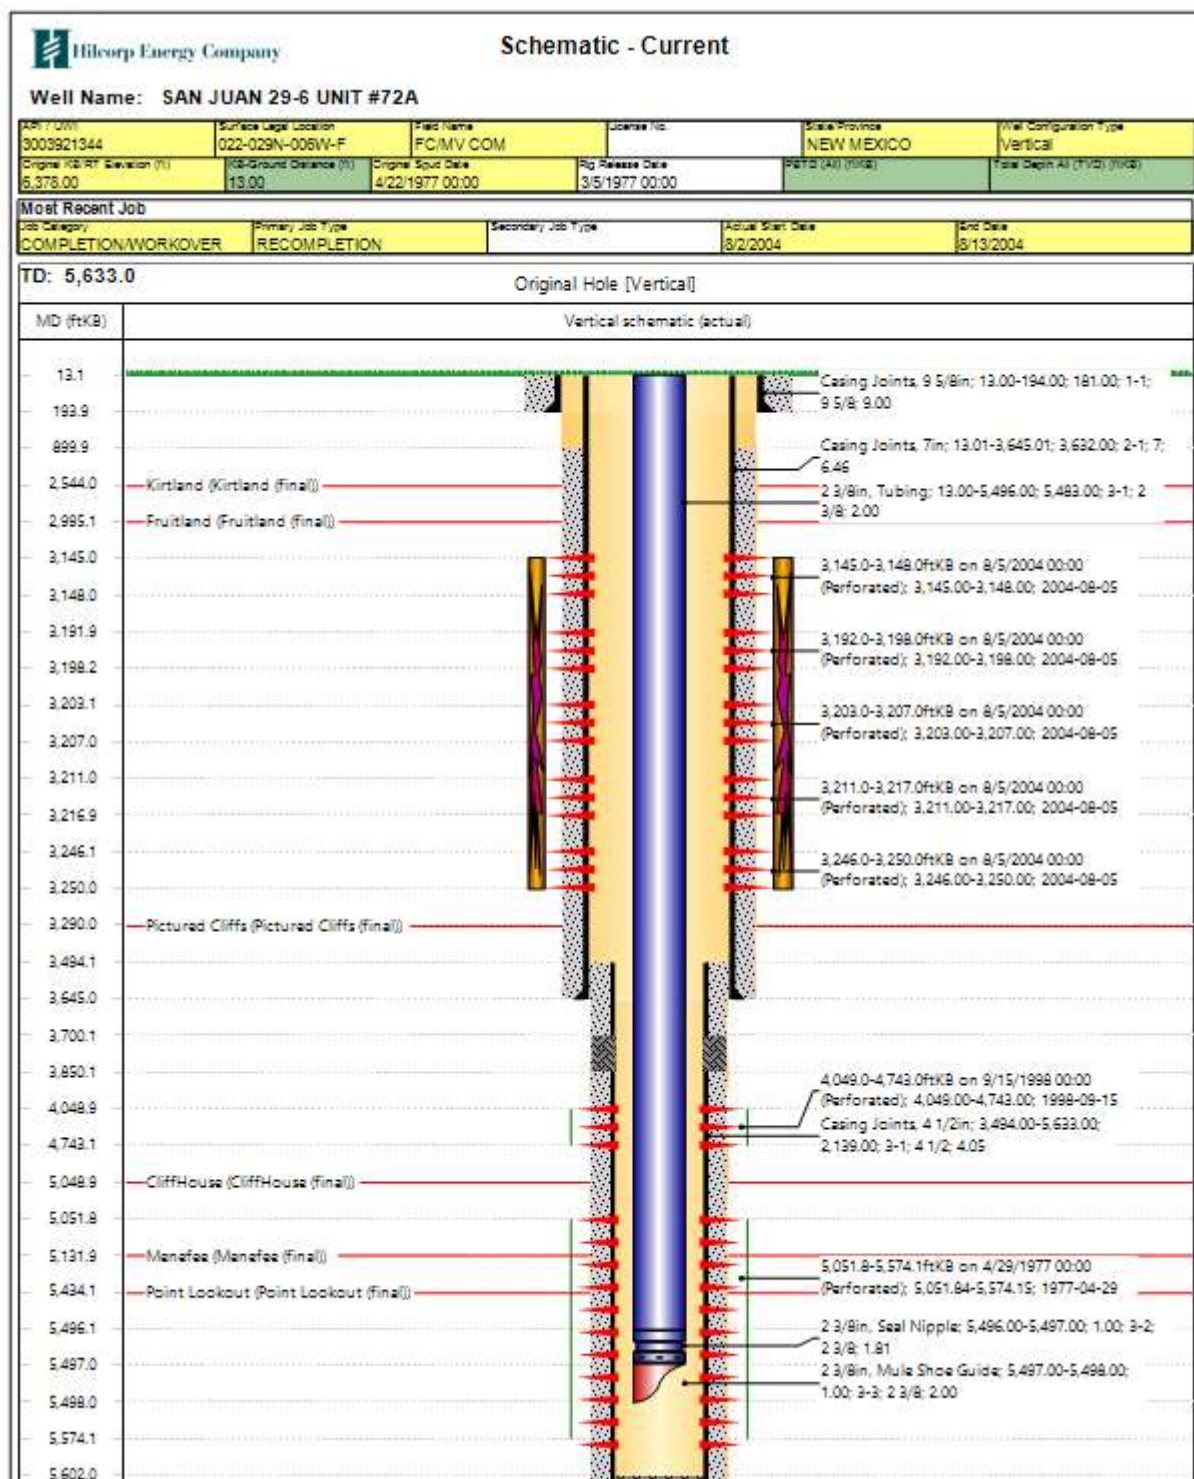 Hilcorp Energy Company
Schematic - Current
Well Name: SAN JUAN 29-6 UNIT #72A
API / UWI
Surface Legal Location
Field Name
License No.
State/Province
Well Configuration Type
3003921344
022-029N-006W-F
FC/MV COM
NEW MEXICO
Vertical
Original KB/RT Elevation (ft)
KB-Ground Distance (ft)
Original Spud Date
Rig Release Date
PBTD (All) (ftKB)
Total Depth All (TVD) (ftKB)
6,376.00
13.00
4/22/1977 00:00
3/5/1977 00:00
Most Recent Job
Job Category
Primary Job Type
Secondary Job Type
Actual Start Date
End Date
COMPLETION/WORKOVER
RECOMPLETION
8/2/2004
8/13/2004
TD: 5,633.0
Original Hole [Vertical]
MD (ftKB)
Vertical schematic (actual)
13.1
Casing Joints, 9 5/8in; 13.00-194.00; 181.00; 1-1;
9 5/8; 9.00
193.9
899.9
Casing Joints, 7in; 13.01-3,645.01; 3,632.00; 2-1; 7;
6.46
2,544.0
Kirtland (Kirtland (final))
2 3/8in, Tubing; 13.00-5,496.00; 5,483.00; 3-1; 2
3/8; 2.00
2,995.1
Fruitland (Fruitland (final))
3,145.0
3,145.0-3,148.0ftKB on 8/5/2004 00:00
(Perforated); 3,145.00-3,148.00; 2004-08-05
3,148.0
3,191.9
3,192.0-3,198.0ftKB on 8/5/2004 00:00
(Perforated); 3,192.00-3,198.00; 2004-08-05
3,198.2
3,203.1
3,203.0-3,207.0ftKB on 8/5/2004 00:00
(Perforated); 3,203.00-3,207.00; 2004-08-05
3,207.0
3,211.0
3,211.0-3,217.0ftKB on 8/5/2004 00:00
(Perforated); 3,211.00-3,217.00; 2004-08-05
3,216.9
3,246.1
3,246.0-3,250.0ftKB on 8/5/2004 00:00
(Perforated); 3,246.00-3,250.00; 2004-08-05
3,250.0
3,290.0
Pictured Cliffs (Pictured Cliffs (final))
3,494.1
3,645.0
3,700.1
3,850.1
4,049.0-4,743.0ftKB on 9/15/1998 00:00
(Perforated); 4,049.00-4,743.00; 1998-09-15
4,048.9
Casing Joints, 4 1/2in; 3,494.00-5,633.00;
2,139.00; 3-1; 4 1/2; 4.05
4,743.1
5,048.9
CliffHouse (CliffHouse (final))
5,051.8
5,131.9
Menefee (Menefee (final))
5,051.8-5,574.1ftKB on 4/29/1977 00:00
(Perforated); 5,051.84-5,574.15; 1977-04-29
5,434.1
Point Lookout (Point Lookout (final))
5,496.1
2 3/8in, Seal Nipple; 5,496.00-5,497.00; 1.00; 3-2;
2 3/8; 1.81
5,497.0
2 3/8in, Mule Shoe Guide; 5,497.00-5,498.00;
1.00; 3-3; 2 3/8; 2.00
5,498.0
5,574.1
5,602.0